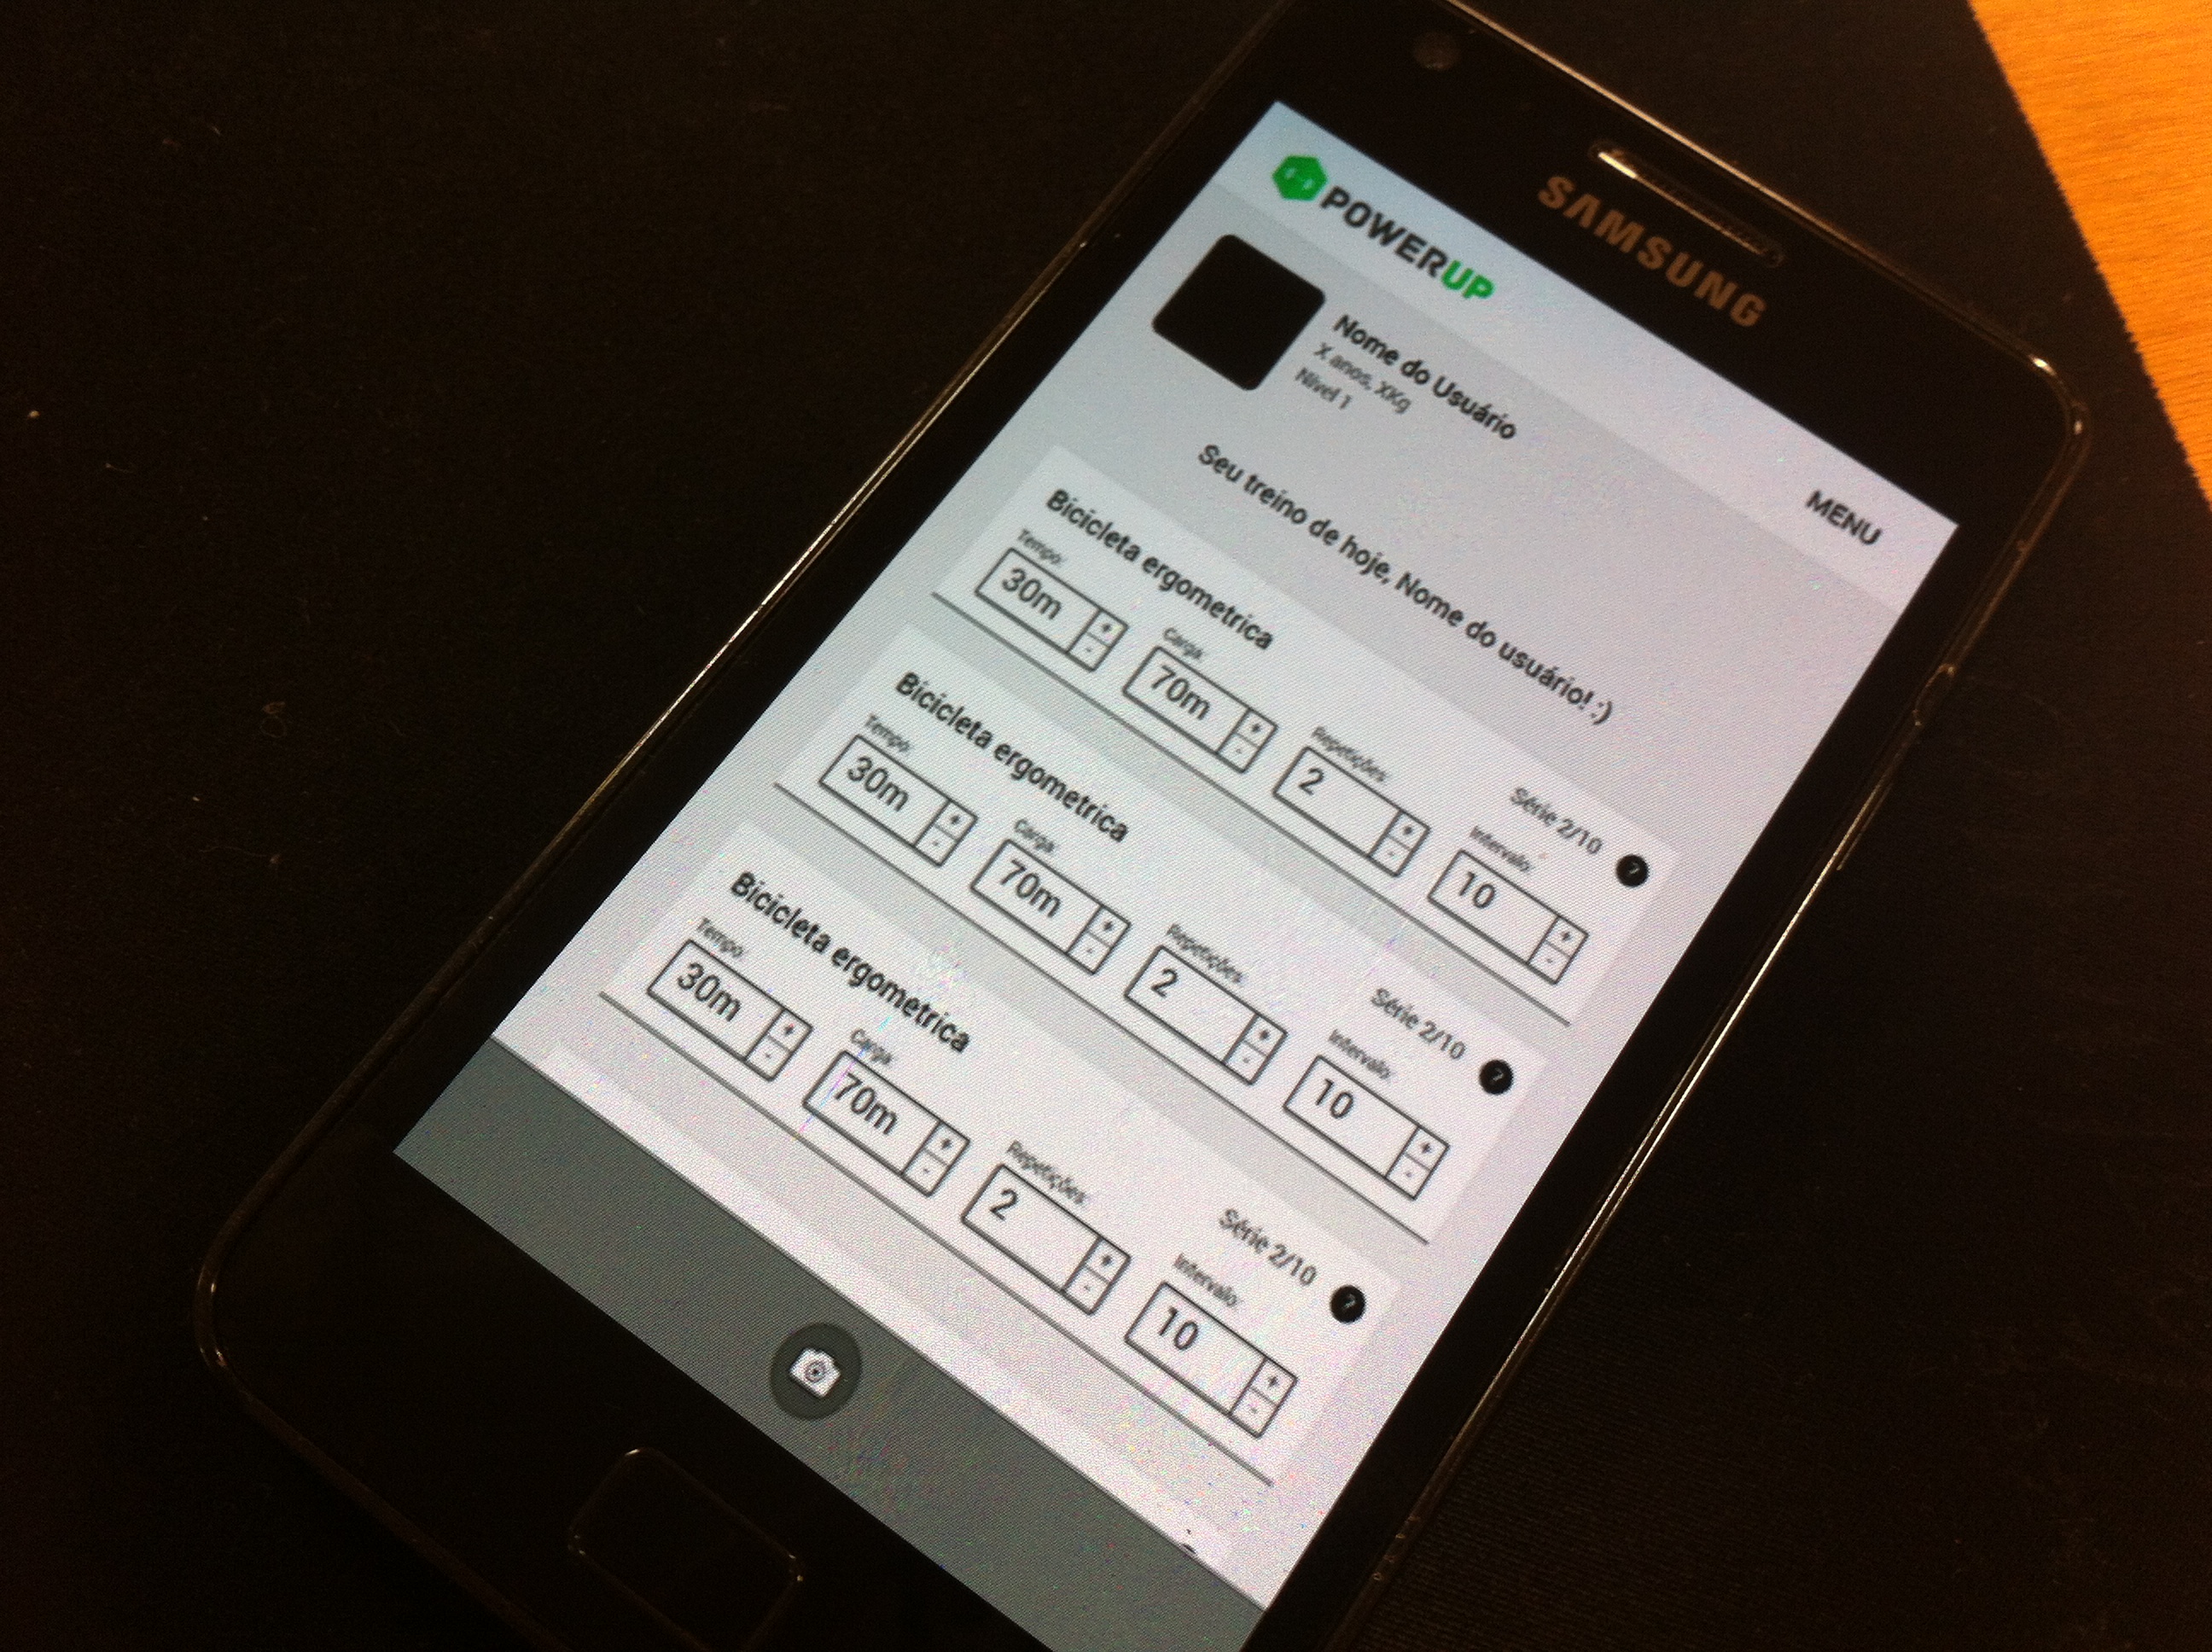 SAMSUNG
POWERUP
MENU
Nome do Usuário
X anos, XKg
Nível 1
Seu treino de hoje, Nome do usuário! :)
Bicicleta ergometrica
Série 2/10 ?
Tempo: Carga: Repetições: Intervalo:
30m + - 70m + - 2 + - 10 + -
Bicicleta ergometrica
Série 2/10 ?
Tempo: Carga: Repetições: Intervalo:
30m + - 70m + - 2 + - 10 + -
Bicicleta ergometrica
Série 2/10 ?
Tempo: Carga: Repetições: Intervalo:
30m + - 70m + - 2 + - 10 + -